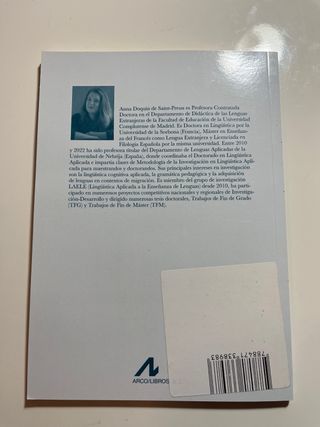 Anna Doquin de Saint-Preux es Profesora Contratada
Doctora en el Departamento de Didáctica de las Lenguas
Extranjeras de la Facultad de Educación de la Universidad
Complutense de Madrid. Es Doctora en Lingüística por la
Universidad de la Sorbona (Francia), Máster en Enseñan-
za del Francés como Lengua Extranjera y Licenciada en
Filología Española por la misma universidad. Entre 2010
y 2022 ha sido profesora titular del Departamento de Lenguas Aplicadas de la
Universidad de Nebrija (España), donde coordinaba el Doctorado en Lingüística
Aplicada e impartía clases de Metodología de la Investigación en Lingüística Apli-
cada para maestrandos y doctorandos. Sus principales intereses en investigación
son la lingüística cognitiva aplicada, la gramática pedagógica y la adquisición
de lenguas en contextos de migración. Es miembro del grupo de investigación
LAELE (Lingüística Aplicada a la Enseñanza de Lenguas) desde 2010, ha parti-
cipado en numerosos proyectos competitivos nacionales y regionales de Investiga-
ción-Desarrollo y dirigido numerosas tesis doctorales, Trabajos de Fin de Grado
(TFG) y Trabajos de Fin de Máster (TFM).
9 788471 338983
ARCO/LIBROS